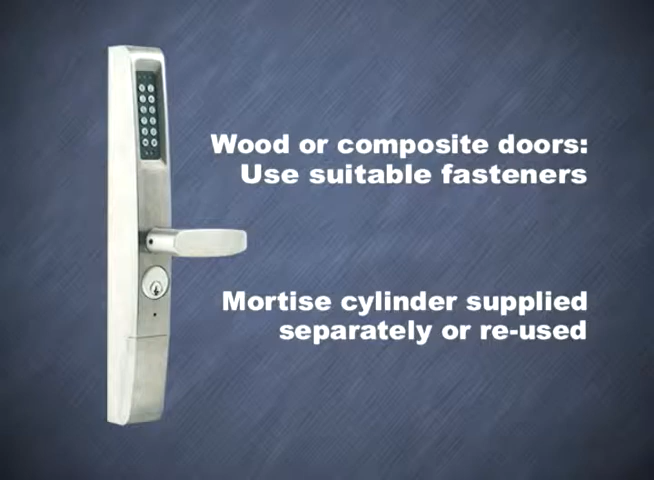 Wood or composite doors:
Use suitable fasteners
Mortise cylinder supplied
separately or re-used